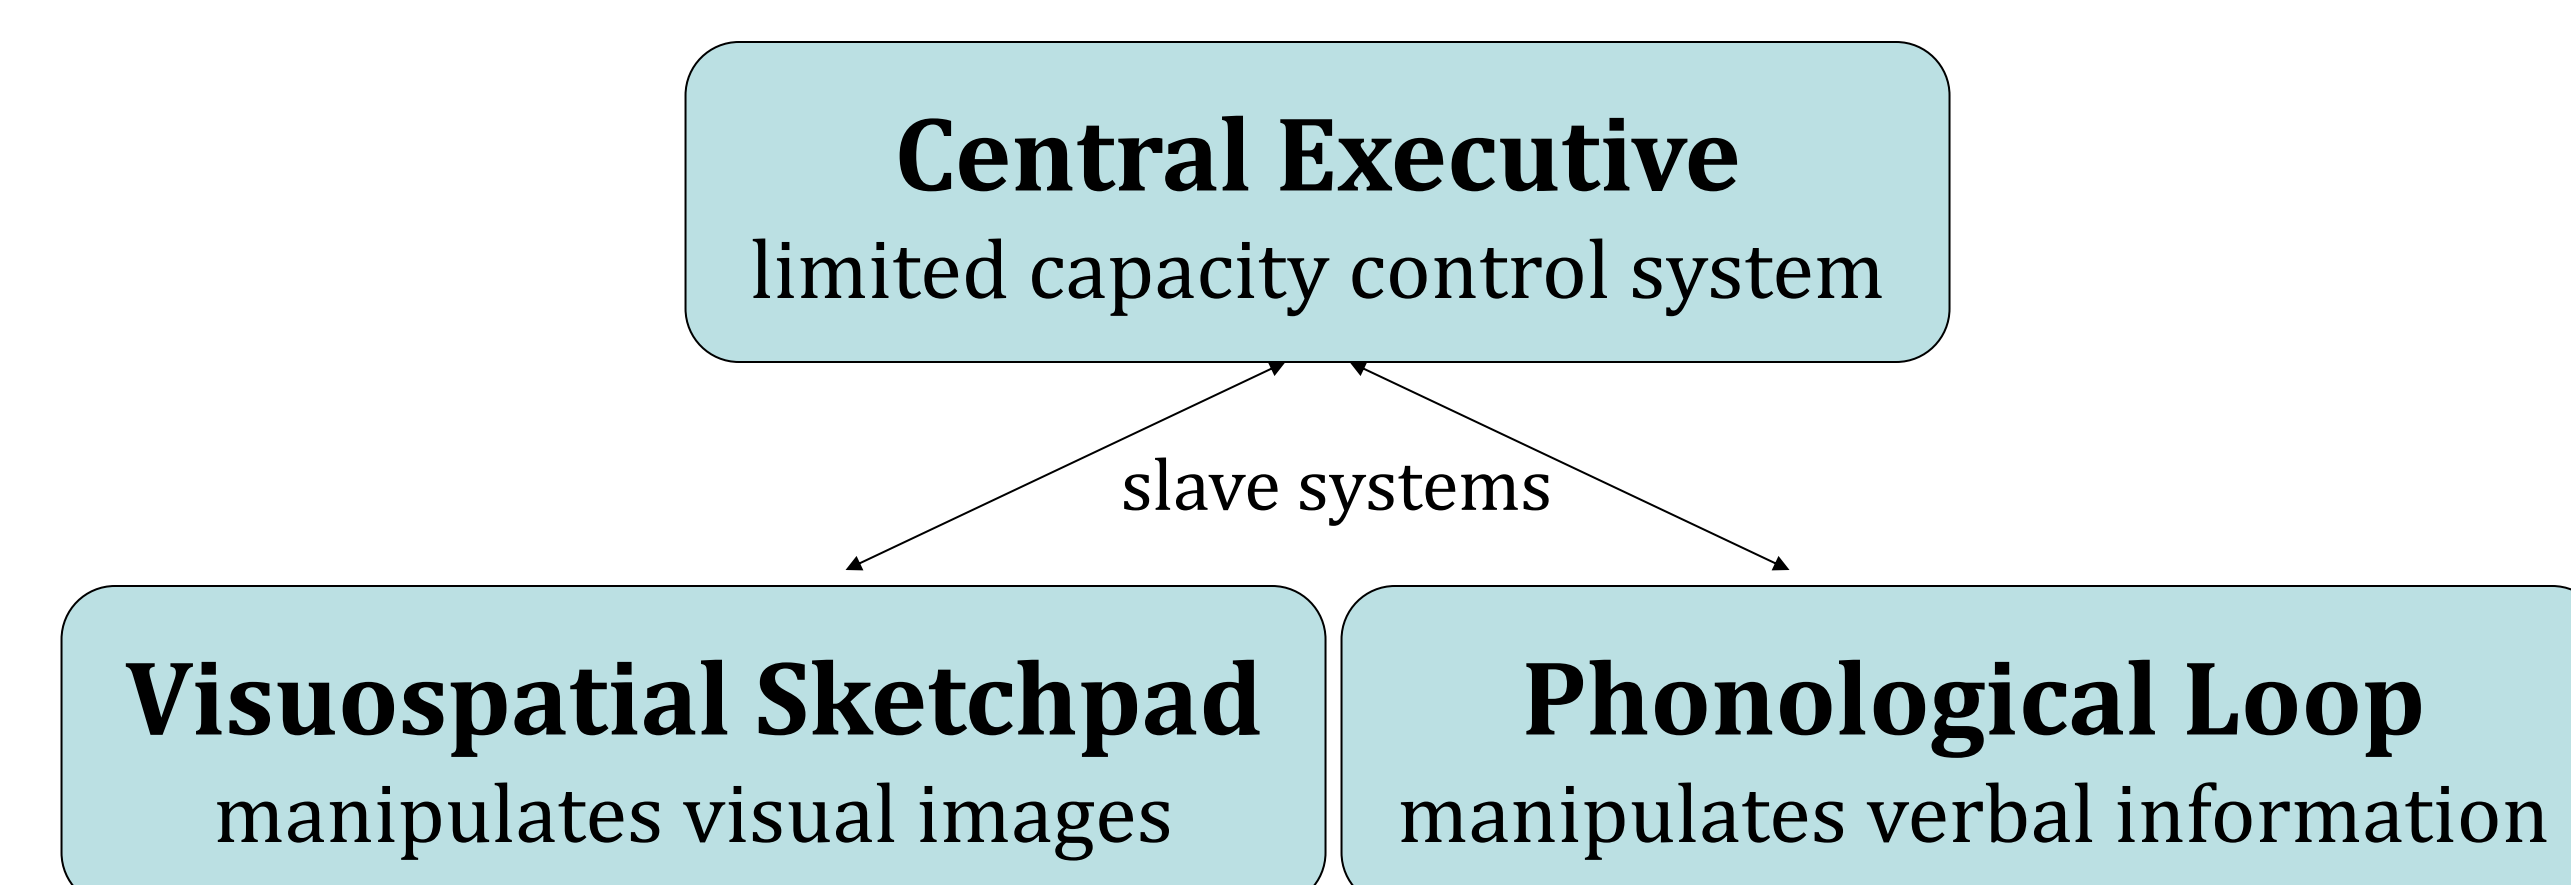 Central Executive
limited capacity control system
slave systems
Visuospatial Sketchpad
manipulates visual images
Phonological Loop
manipulates verbal information